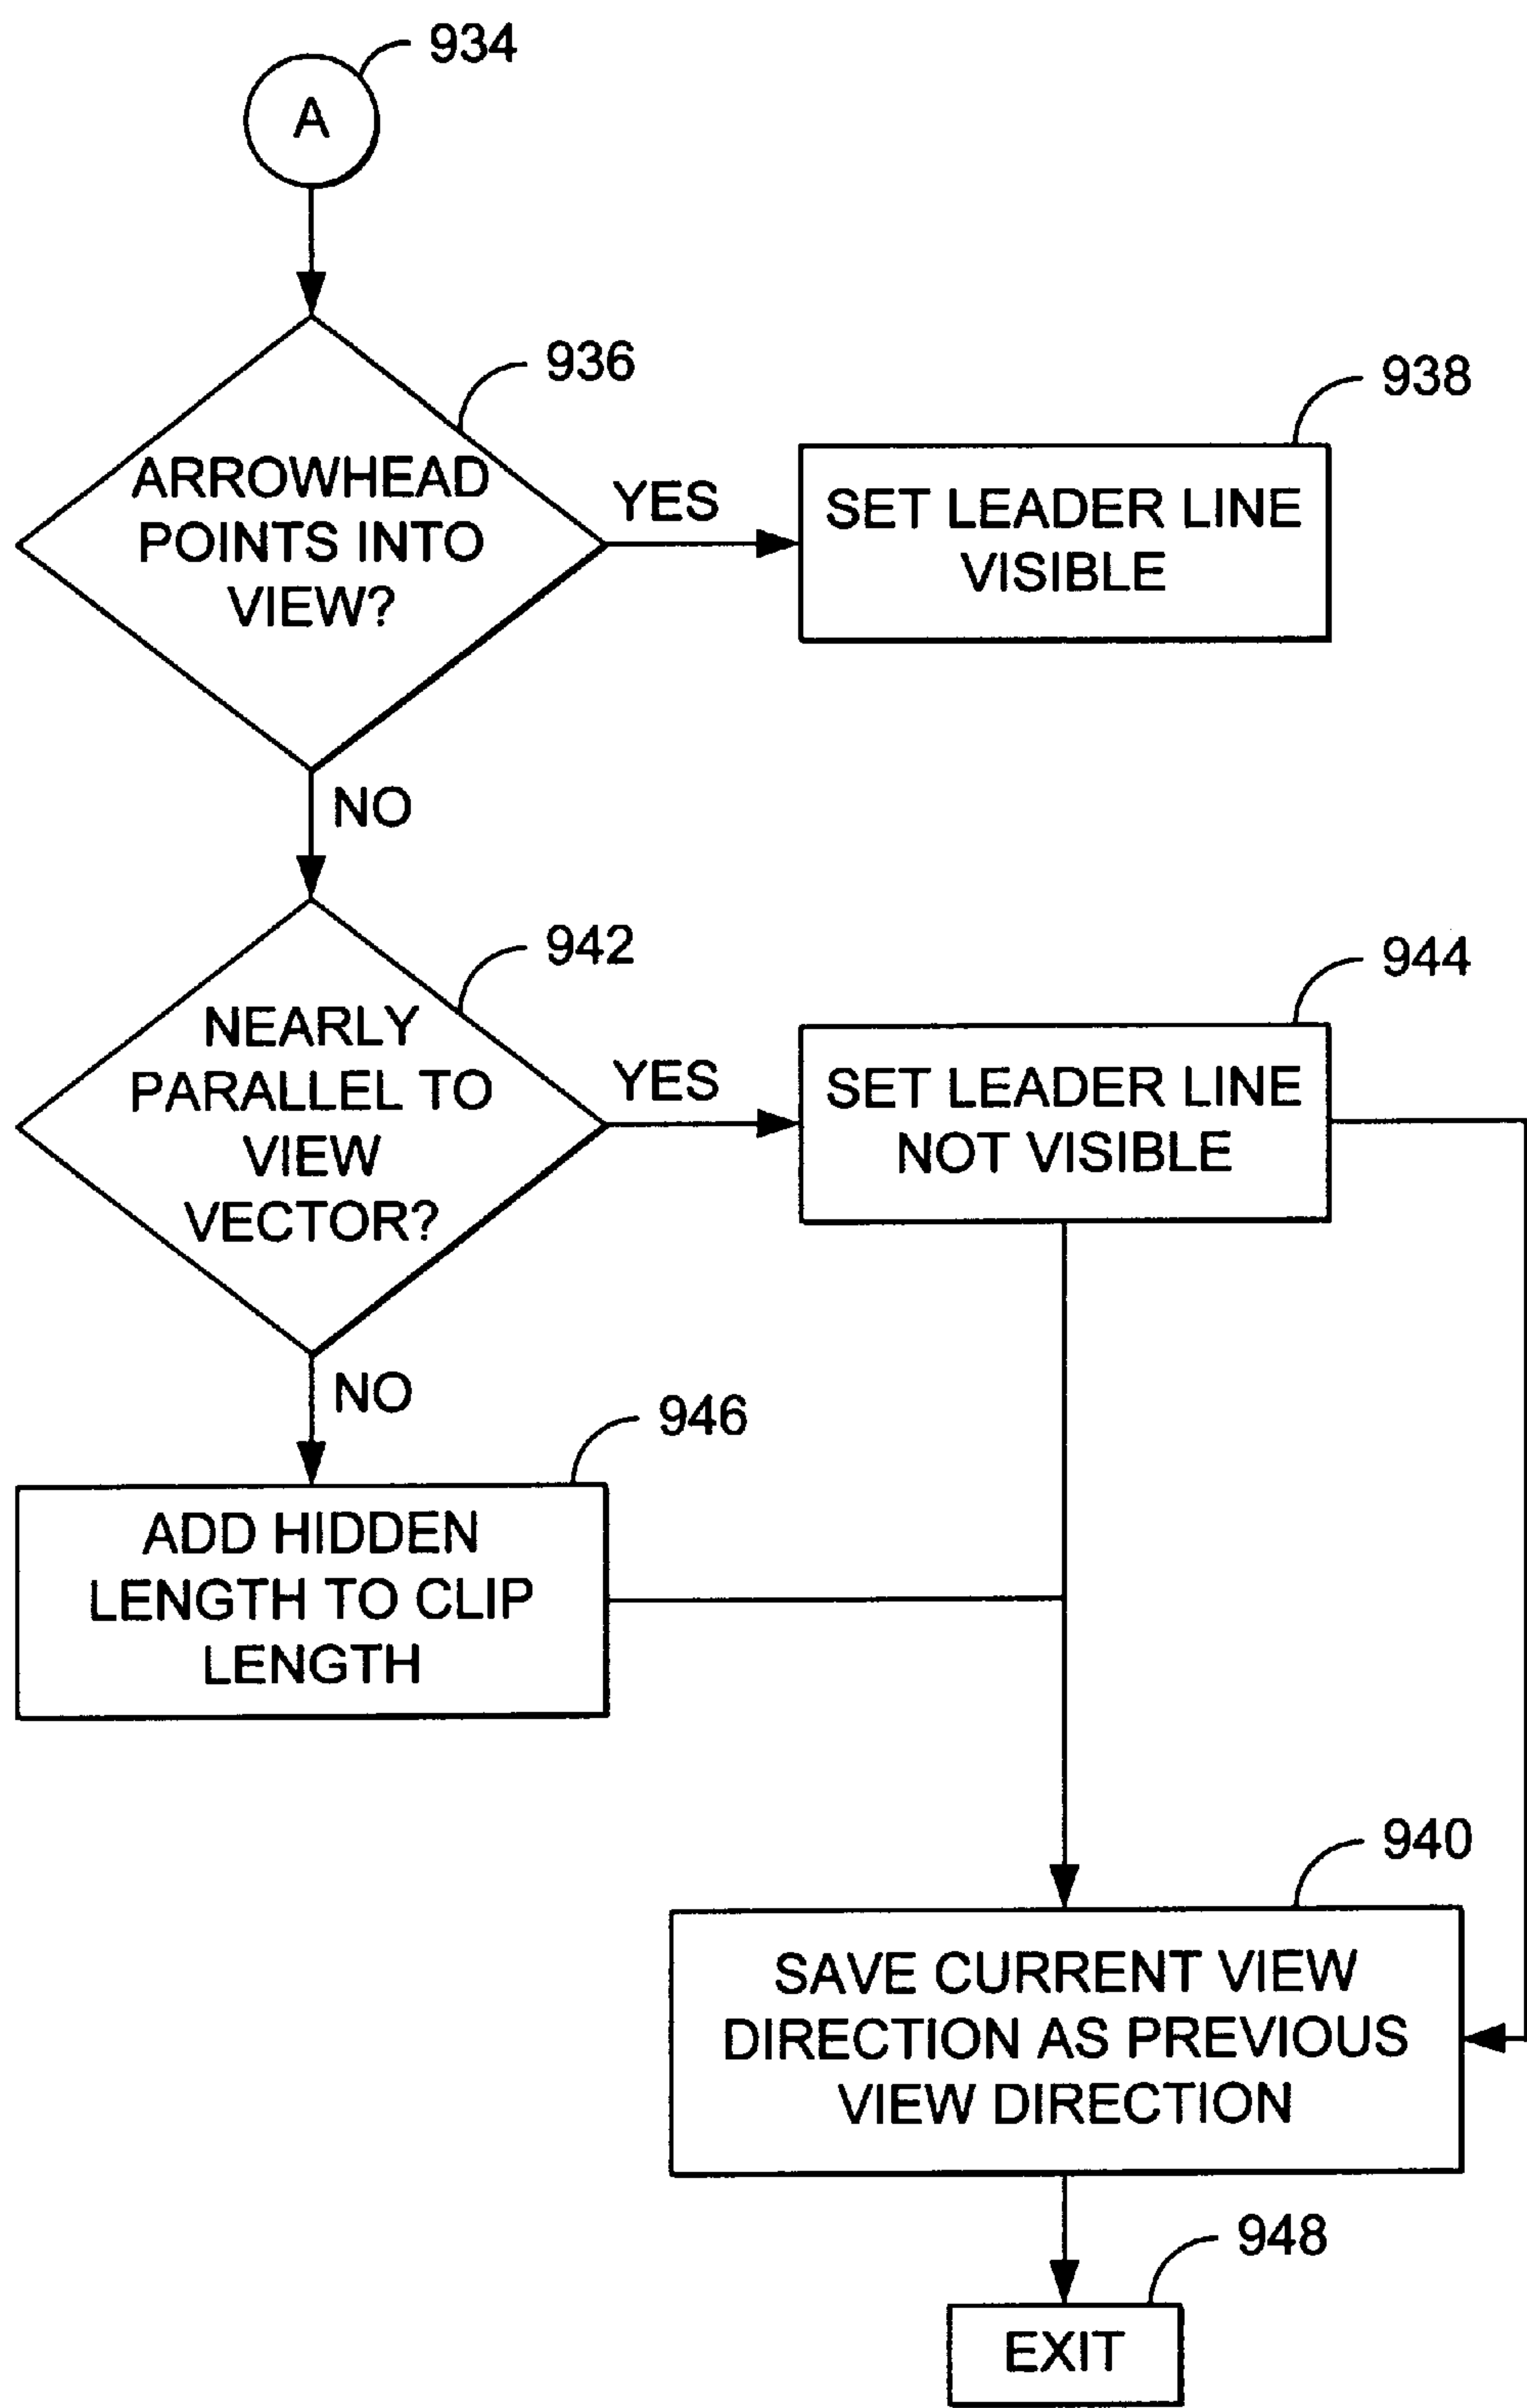 934
A
936
ARROWHEAD
POINTS INTO
VIEW?
YES
938
SET LEADER LINE
VISIBLE
NO
942
NEARLY
PARALLEL TO
VIEW
VECTOR?
YES
944
SET LEADER LINE
NOT VISIBLE
NO
946
ADD HIDDEN
LENGTH TO CLIP
LENGTH
940
SAVE CURRENT VIEW
DIRECTION AS PREVIOUS
VIEW DIRECTION
948
EXIT